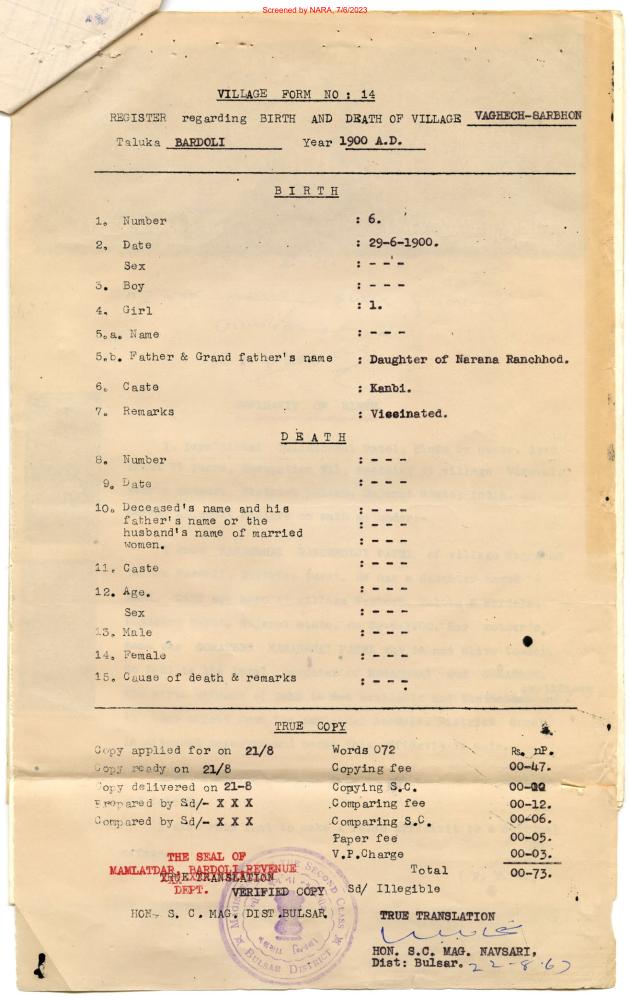 Screened by NARA, 7/6/2023
VILLAGE FORM NO : 14
REGISTER regarding BIRTH AND DEATH OF VILLAGE VAGHECH-SARBHON
Taluka BARDOLI Year 1900 A.D.
BIRTH
1. Number : 6.
2. Date : 29-6-1900.
Sex : - - -
3. Boy : - - -
4. Girl : 1.
5.a. Name : - - -
5.b. Father & Grand father's name : Daughter of Narana Ranchhod.
6. Caste : Kanbi.
7. Remarks : Viccinated.
DEATH
8. Number : - - -
9. Date : - - -
10. Deceased's name and his : - - -
father's name or the : - - -
husband's name of married : - - -
women. : - - -
11. Caste : - - -
12. Age. : - - -
Sex : - - -
13. Male : - - -
14. Female : - - -
15. Cause of death & remarks : - - -
TRUE COPY
Copy applied for on 21/8 Words 072 Rs. nP.
Copy ready on 21/8 Copying fee 00-47.
Copy delivered on 21-8 Copying S.C. 00-
Prepared by Sd/- X X X Comparing fee 00-12.
Compared by Sd/- X X X Comparing S.C. 00-06.
Paper fee 00-05.
V.P.Charge 00-03.
THE SEAL OF
MAMLATDAR, BARDOLI REVENUE
DEPT.
Total 00-73.
TRUE TRANSLATION
VERIFIED COPY Sd/ Illegible
HON. S. C. MAG. DIST.BULSAR
SECOND CLASS
BULSAR DISTRICT
TRUE TRANSLATION
HON. S.C. MAG. NAVSARI,
Dist: Bulsar. 22-8-67